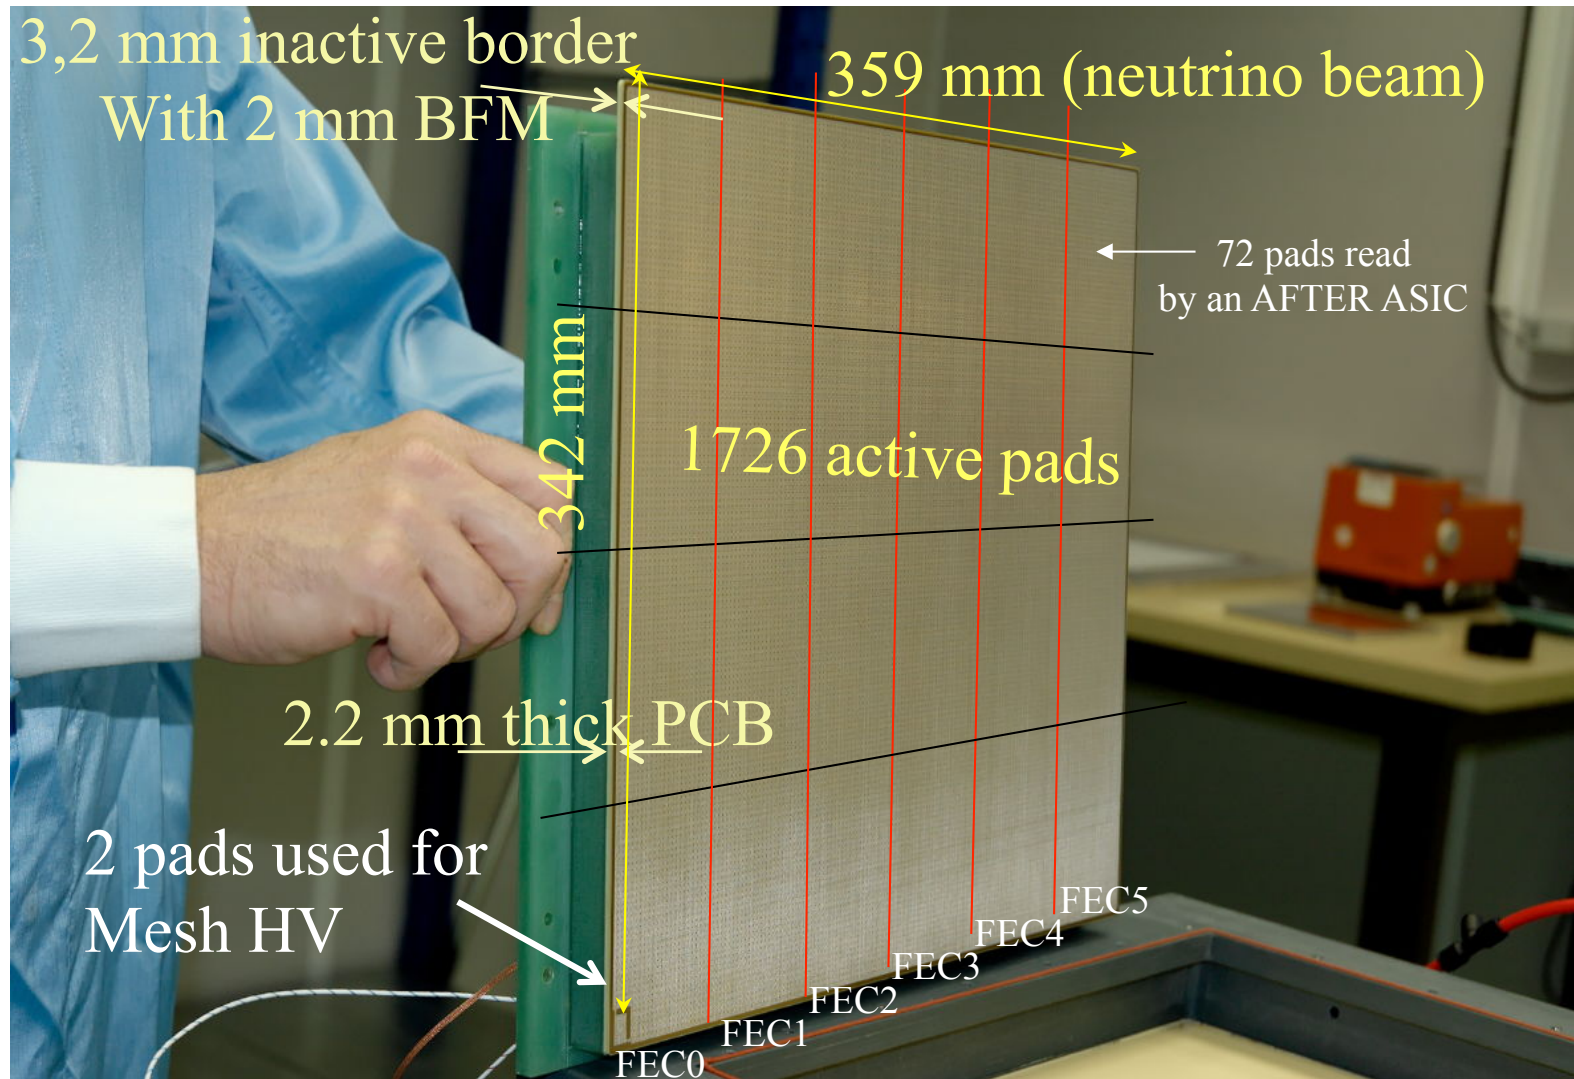 3,2 mm inactive border
With 2 mm BFM
359 mm (neutrino beam)
72 pads read
by an AFTER ASIC
342 mm
1726 active pads
2.2 mm thick PCB
2 pads used for
Mesh HV
FEC5
FEC4
FEC3
FEC2
FEC1
FEC0